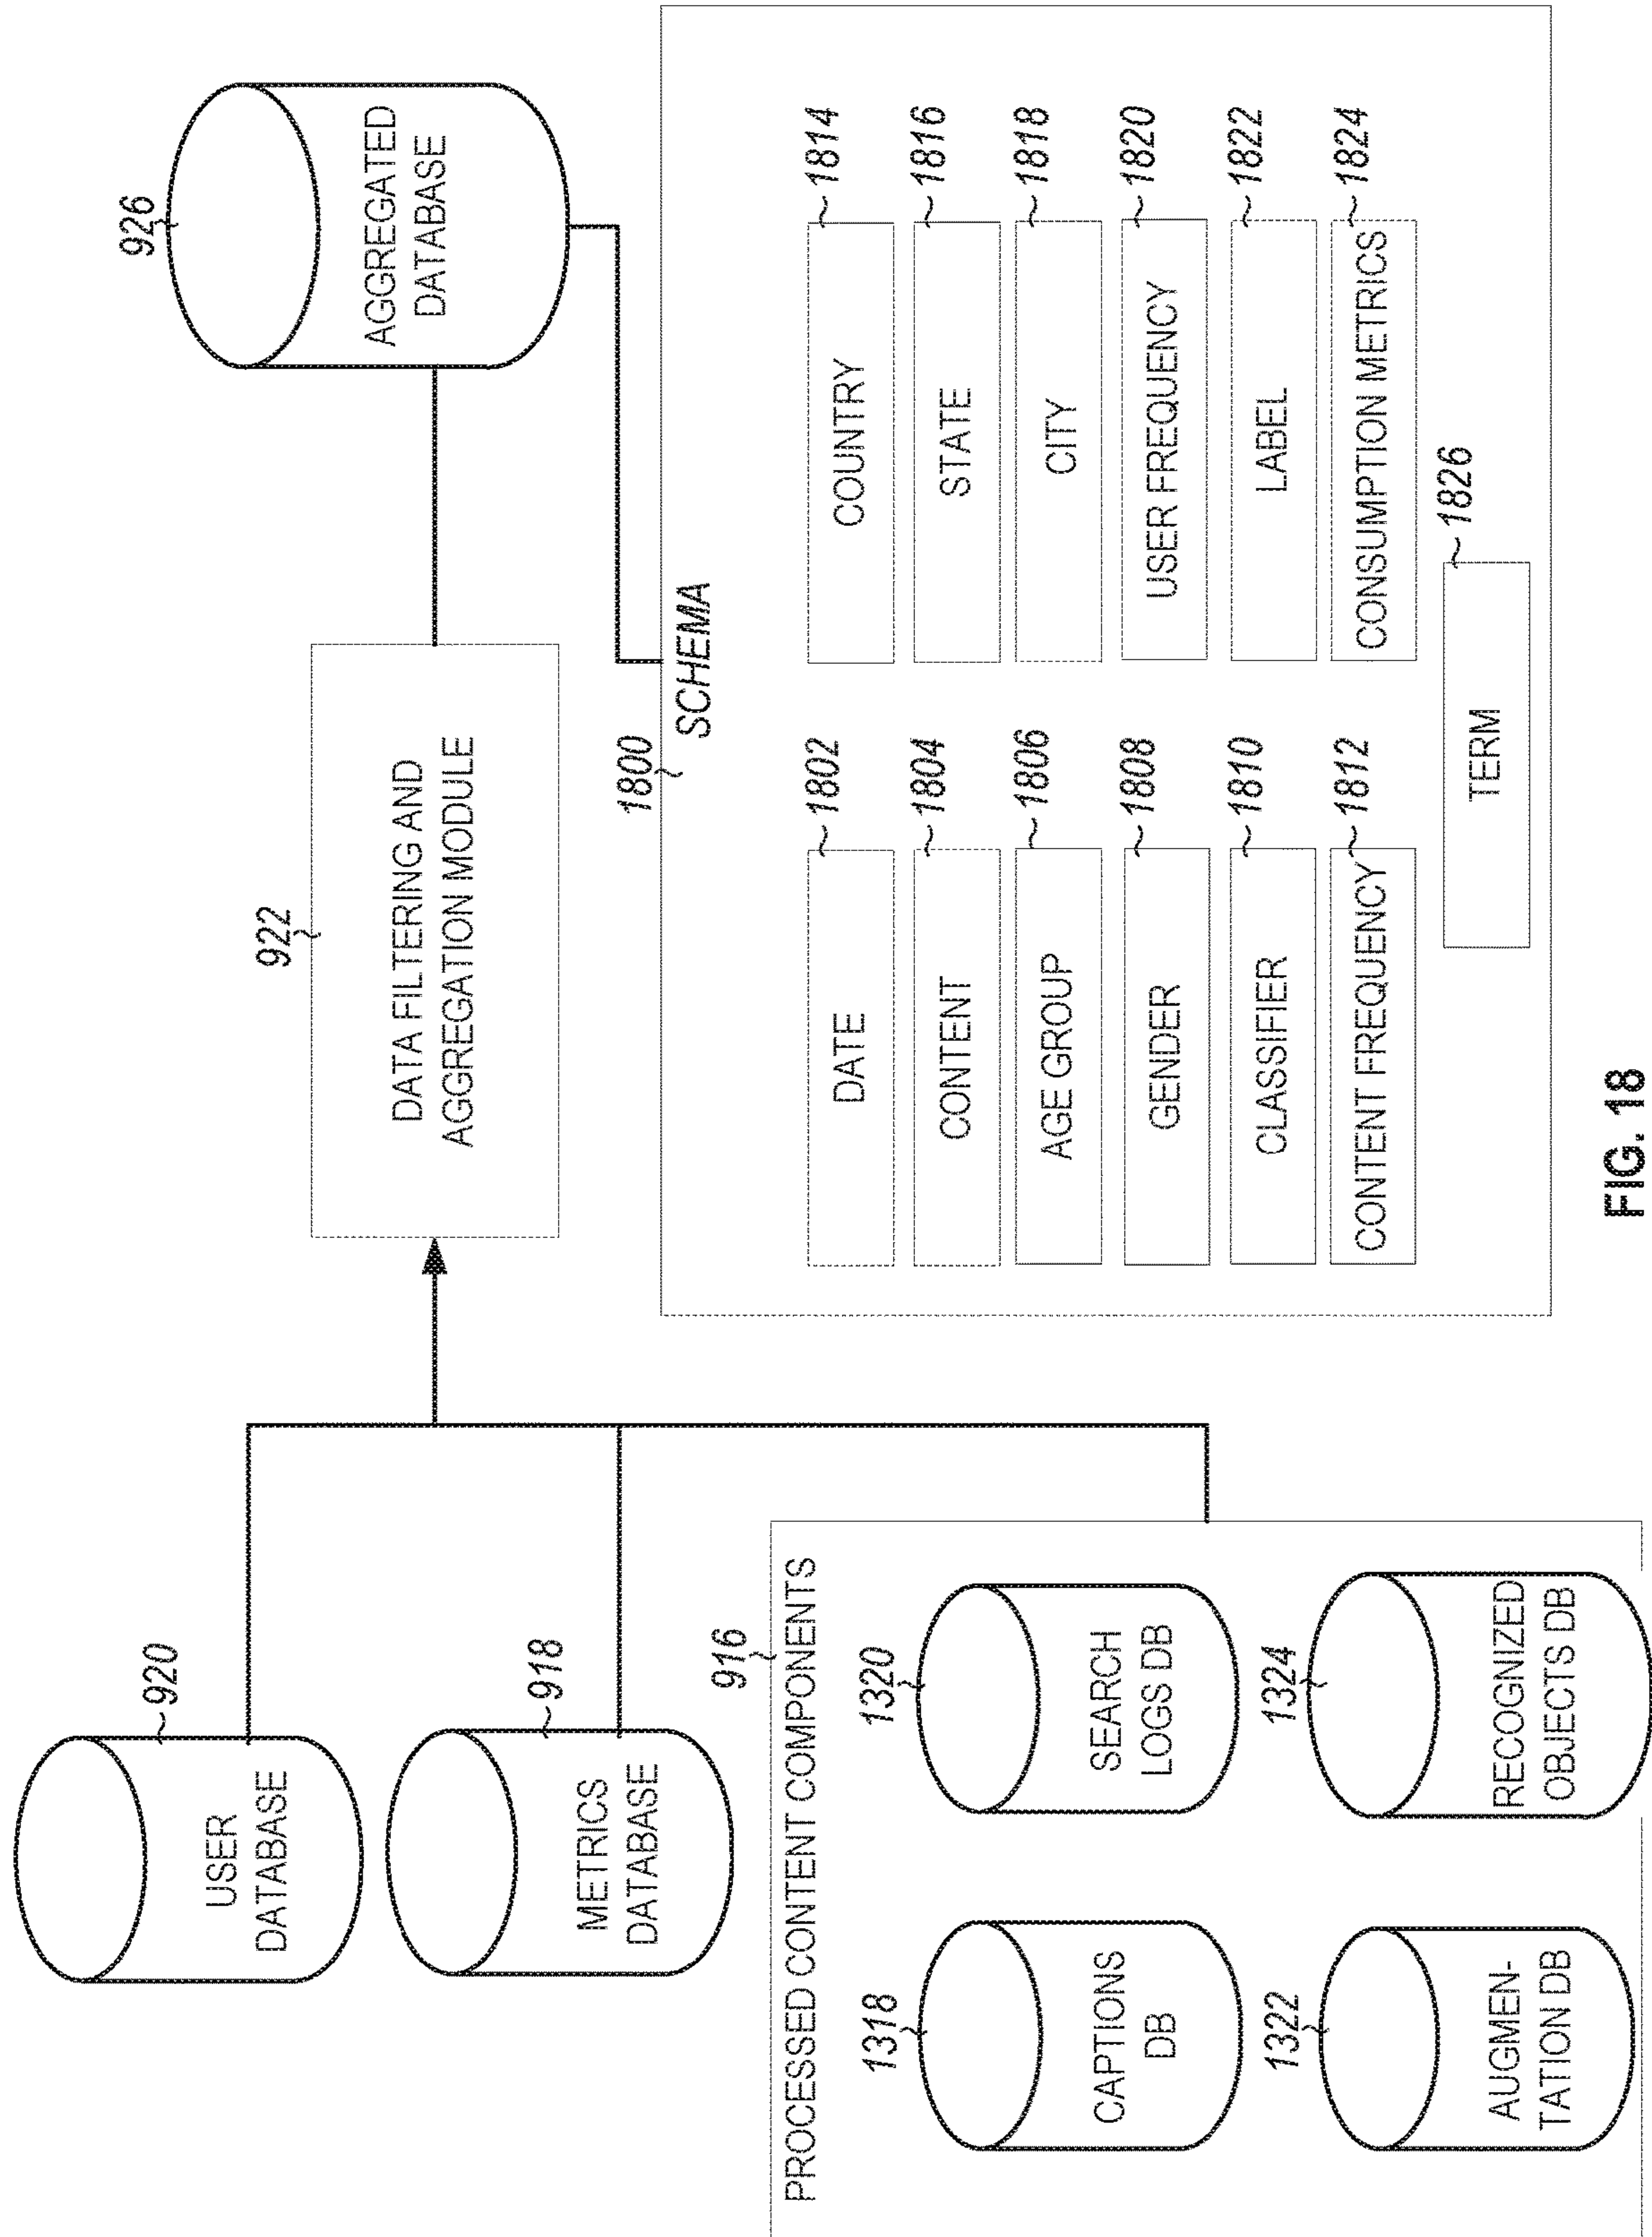 920
USER
DATABASE
918
METRICS
DATABASE
916
PROCESSED CONTENT COMPONENTS
1318
CAPTIONS
DB
1320
SEARCH
LOGS DB
1322
AUGMEN-
TATION DB
1324
RECOGNIZED
OBJECTS DB
922
DATA FILTERING AND
AGGREGATION MODULE
926
AGGREGATED
DATABASE
1800
SCHEMA
DATE
1802
CONTENT
1804
AGE GROUP
1806
GENDER
1808
CLASSIFIER
1810
CONTENT FREQUENCY
1812
COUNTRY
1814
STATE
1816
CITY
1818
USER FREQUENCY
1820
LABEL
1822
CONSUMPTION METRICS
1824
TERM
1826
FIG. 18